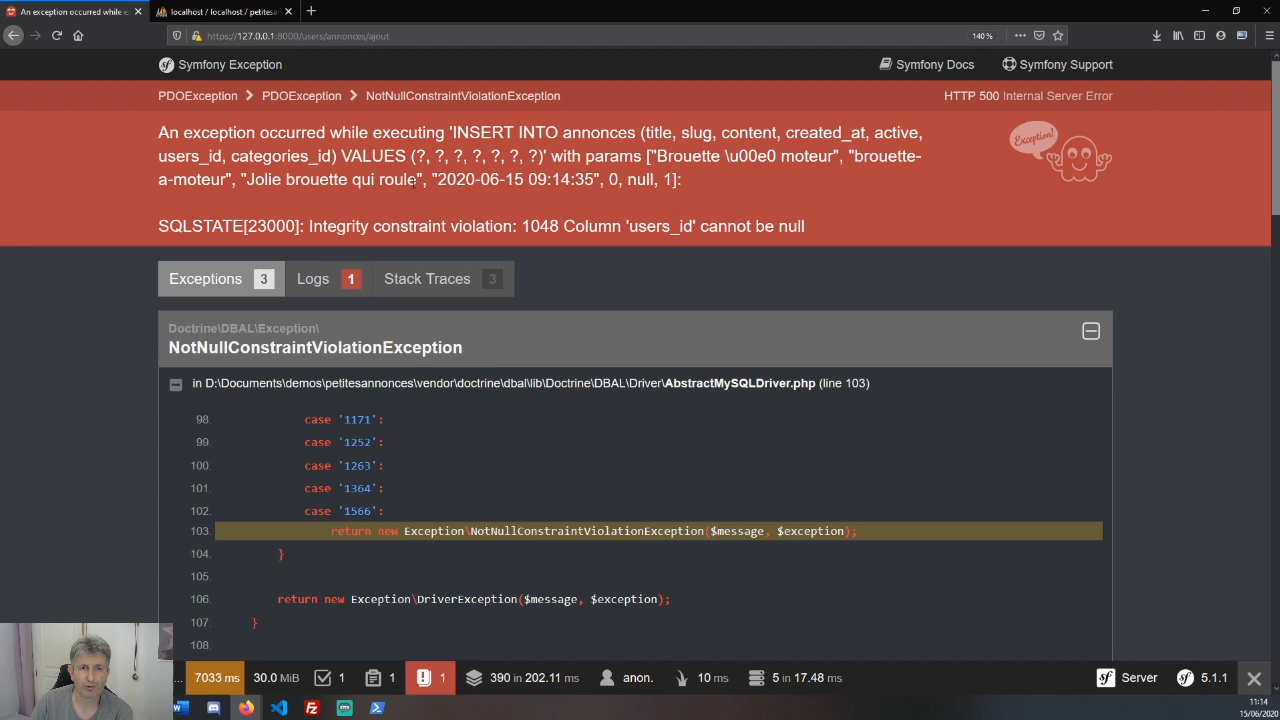 An exception occurred while e
localhost / localhost / petitesa
https://127.0.0.1:8000/users/annonces/ajout
140 %
Symfony Exception
Symfony Docs
Symfony Support
PDOException
PDOException
NotNullConstraintViolationException
HTTP 500 Internal Server Error
An exception occurred while executing 'INSERT INTO annonces (title, slug, content, created_at, active,
users_id, categories_id) VALUES (?, ?, ?, ?, ?, ?, ?)' with params ["Brouette \u00e0 moteur", "brouette-
a-moteur", "Jolie brouette qui roule", "2020-06-15 09:14:35", 0, null, 1]:
SQLSTATE[23000]: Integrity constraint violation: 1048 Column 'users_id' cannot be null
Exception!
Exceptions 3
Logs 1
Stack Traces 3
Doctrine\DBAL\Exception\
NotNullConstraintViolationException
in D:\Documents\demos\petitesannonces\vendor\doctrine\dbal\lib\Doctrine\DBAL\Driver\AbstractMySQLDriver.php (line 103)
98. case '1171':
99. case '1252':
100. case '1263':
101. case '1364':
102. case '1566':
103. return new Exception\NotNullConstraintViolationException($message, $exception);
104. }
105.
106. return new Exception\DriverException($message, $exception);
107. }
108.
... 7033 ms 30.0 MiB 1 1 1 390 in 202.11 ms anon. 10 ms 5 in 17.48 ms Server 5.1.1
11:14
15/06/2020